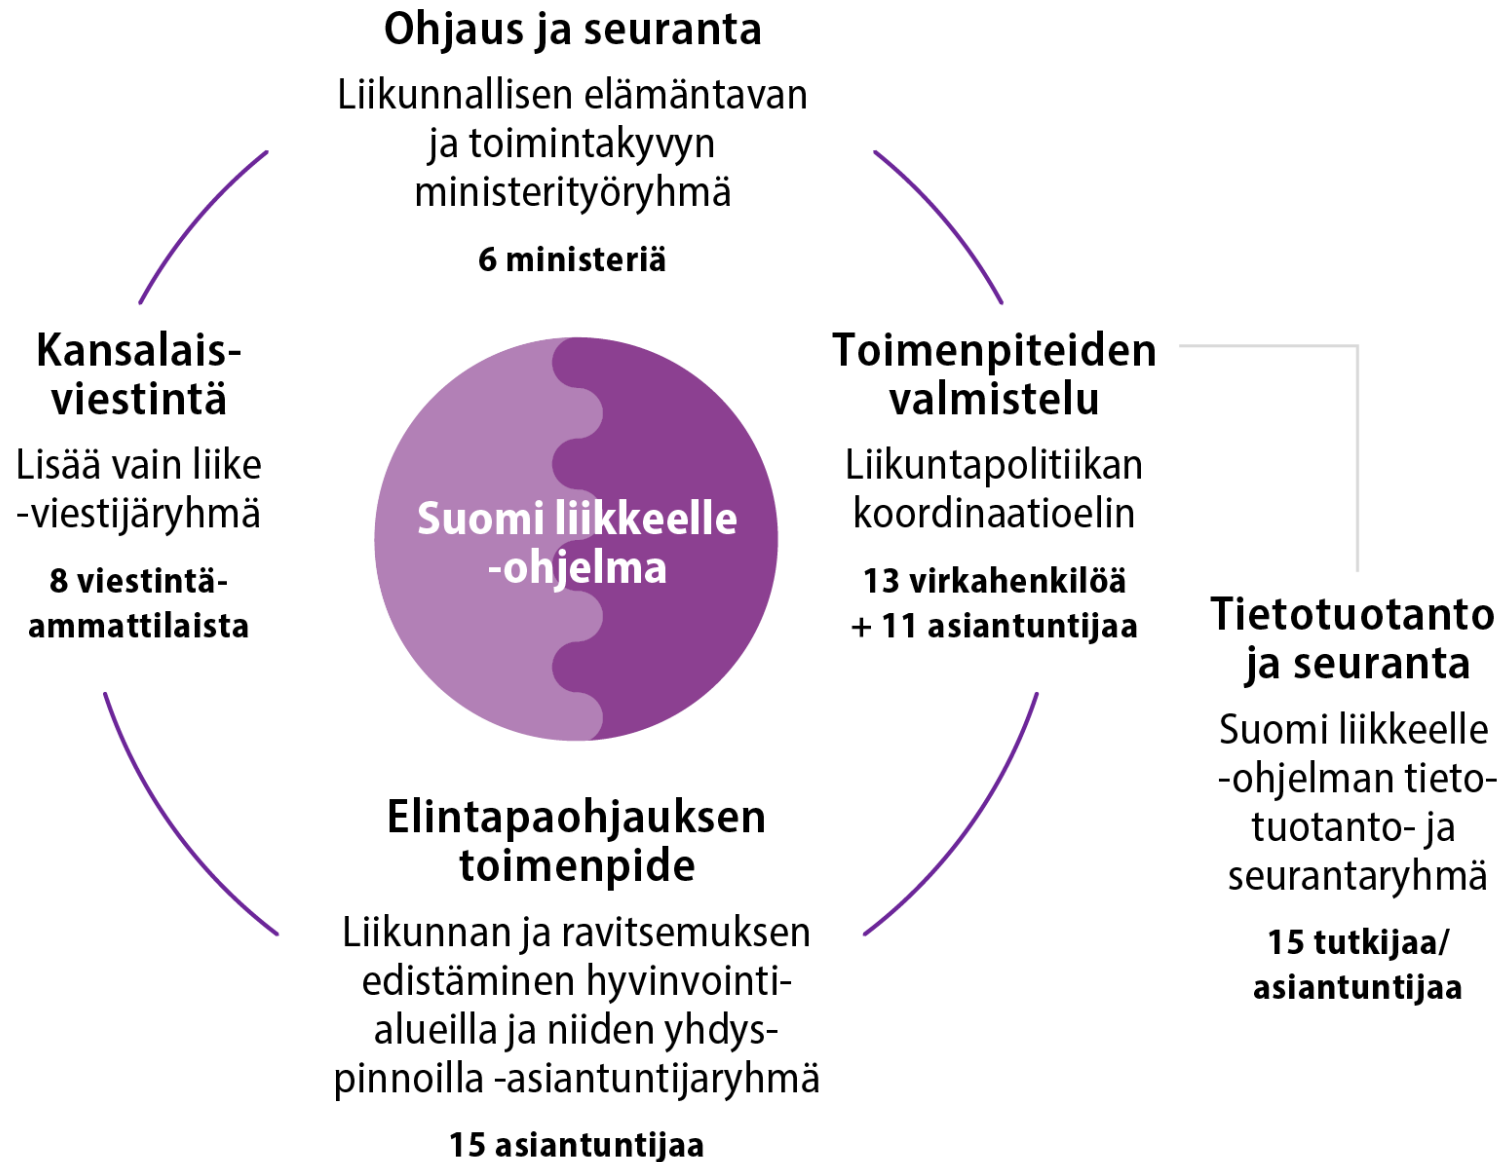 Ohjaus ja seuranta
Liikunnallisen elämäntavan
ja toimintakyvyn
ministerityöryhmä
6 ministeriä
Kansalais-
viestintä
Lisää vain liike
-viestijäryhmä
8 viestintä-
ammattilaista
Suomi liikkeelle
-ohjelma
Toimenpiteiden
valmistelu
Liikuntapolitiikan
koordinaatioelin
13 virkahenkilöä
+ 11 asiantuntijaa
Tietotuotanto
ja seuranta
Suomi liikkeelle
-ohjelman tieto-
tuotanto- ja
seurantaryhmä
15 tutkijaa/
asiantuntijaa
Elintapaohjauksen
toimenpide
Liikunnan ja ravitsemuksen
edistäminen hyvinvointi-
alueilla ja niiden yhdys-
pinnoilla -asiantuntijaryhmä
15 asiantuntijaa